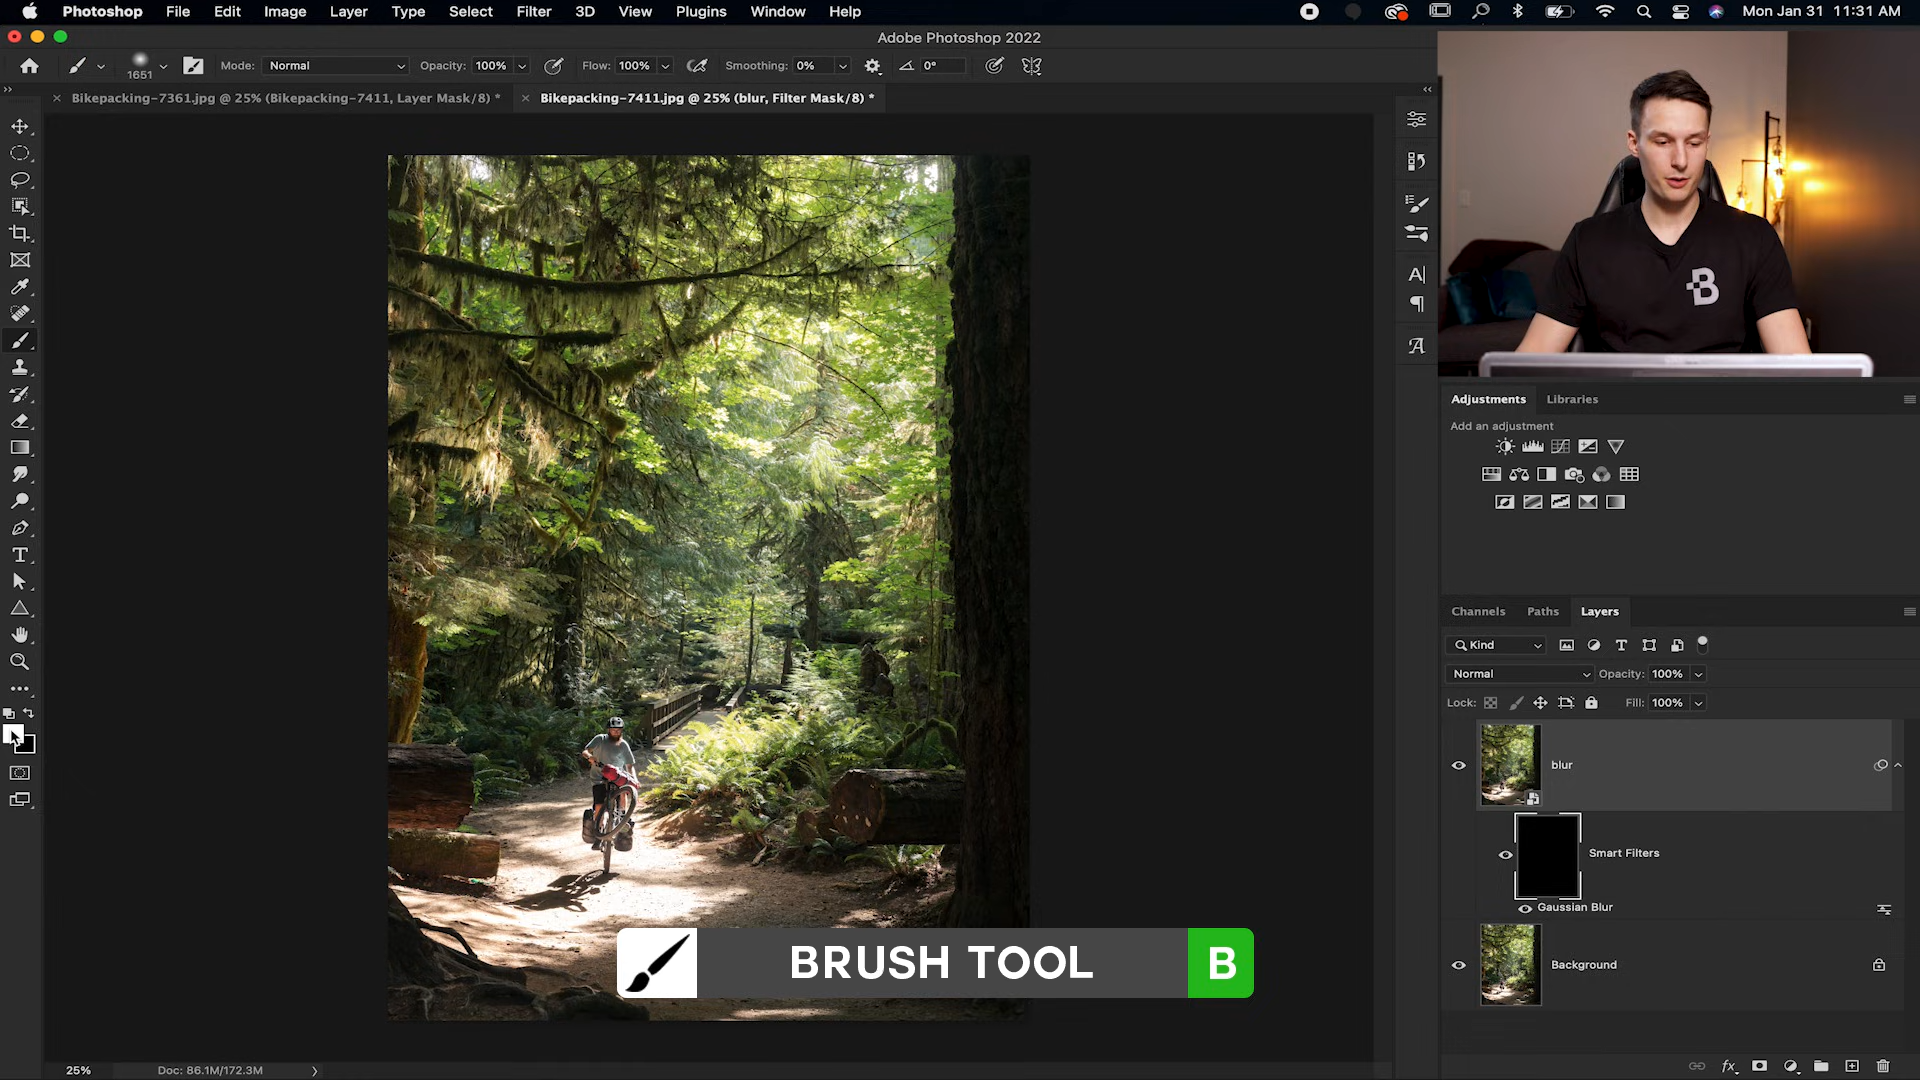 Photoshop File Edit Image Layer Type Select Filter 3D View Plugins Window Help Mon Jan 31 11:31 AM
Adobe Photoshop 2022
1651 Mode: Normal Opacity: 100% Flow: 100% Smoothing: 0% 0°
Bikepacking-7361.jpg @ 25% (Bikepacking-7411, Layer Mask/8) *
Bikepacking-7411.jpg @ 25% (blur, Filter Mask/8) *
B
Adjustments Libraries
Add an adjustment
Channels Paths Layers
Kind
Normal Opacity: 100%
Lock: Fill: 100%
blur
Smart Filters
Gaussian Blur
Background
BRUSH TOOL B
25% Doc: 86.1M/172.3M